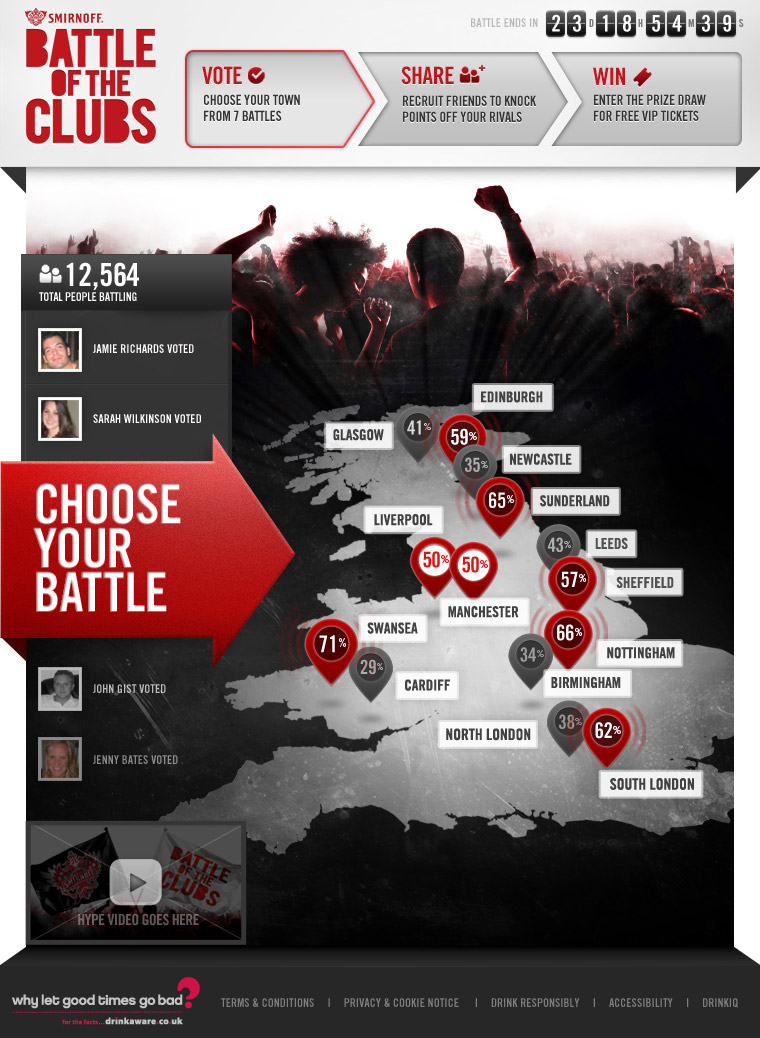 SMIRNOFF.
BATTLE
OF THE
CLUBS
BATTLE ENDS IN 23 D 18 H 54 M 39 S
VOTE
CHOOSE YOUR TOWN
FROM 7 BATTLES
SHARE
RECRUIT FRIENDS TO KNOCK
POINTS OFF YOUR RIVALS
WIN
ENTER THE PRIZE DRAW
FOR FREE VIP TICKETS
12,564
TOTAL PEOPLE BATTLING
JAMIE RICHARDS VOTED
SARAH WILKINSON VOTED
CHOOSE
YOUR
BATTLE
JOHN GIST VOTED
JENNY BATES VOTED
EDINBURGH
GLASGOW
41%
59%
35%
NEWCASTLE
65%
SUNDERLAND
LIVERPOOL
43%
LEEDS
50%
50%
57%
SHEFFIELD
MANCHESTER
SWANSEA
71%
29%
66%
34%
NOTTINGHAM
CARDIFF
BIRMINGHAM
NORTH LONDON
38%
62%
SOUTH LONDON
BATTLE
OF THE
CLUBS
HYPE VIDEO GOES HERE
why let good times go bad?
for the facts... drinkaware.co.uk
TERMS & CONDITIONS | PRIVACY & COOKIE NOTICE | DRINK RESPONSIBLY | ACCESSIBILITY | DRINKIQ